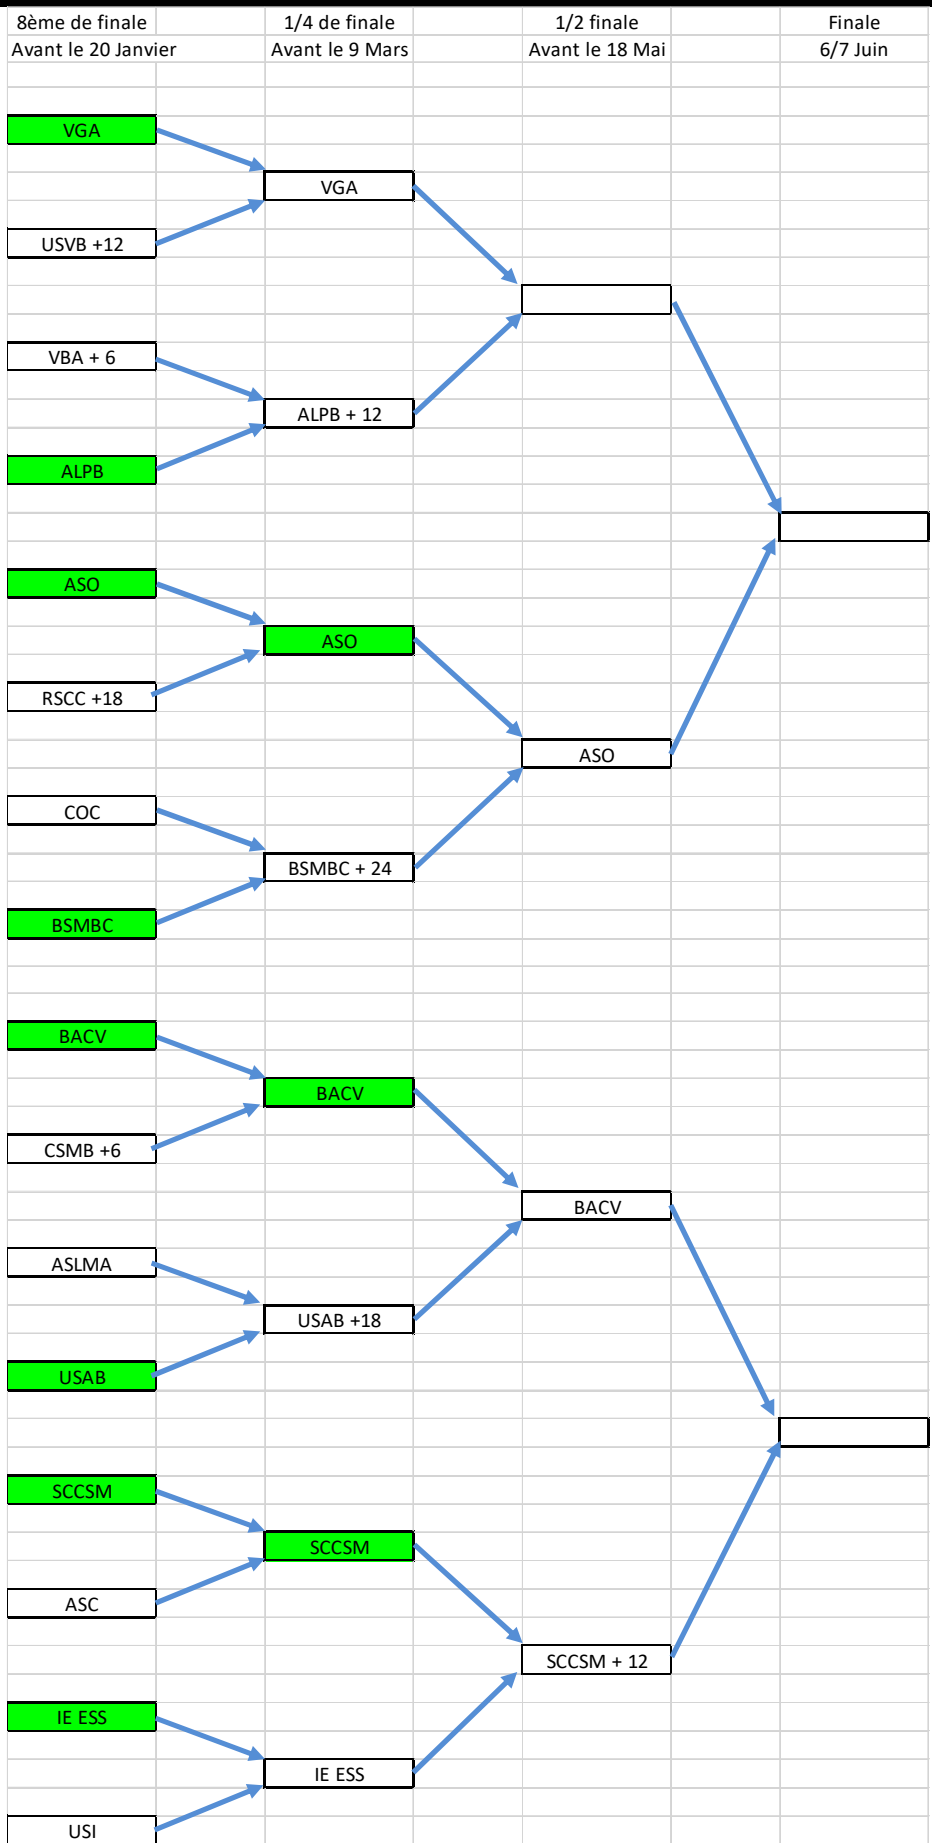 8ème de finale 1/4 de finale 1/2 finale Finale
Avant le 20 Janvier Avant le 9 Mars Avant le 18 Mai 6/7 Juin
VGA
VGA
USVB +12
VBA + 6
ALPB + 12
ALPB
ASO
ASO
RSCC +18
ASO
COC
BSMBC + 24
BSMBC
BACV
BACV
CSMB +6
BACV
ASLMA
USAB +18
USAB
SCCSM
SCCSM
ASC
SCCSM + 12
IE ESS
IE ESS
USI